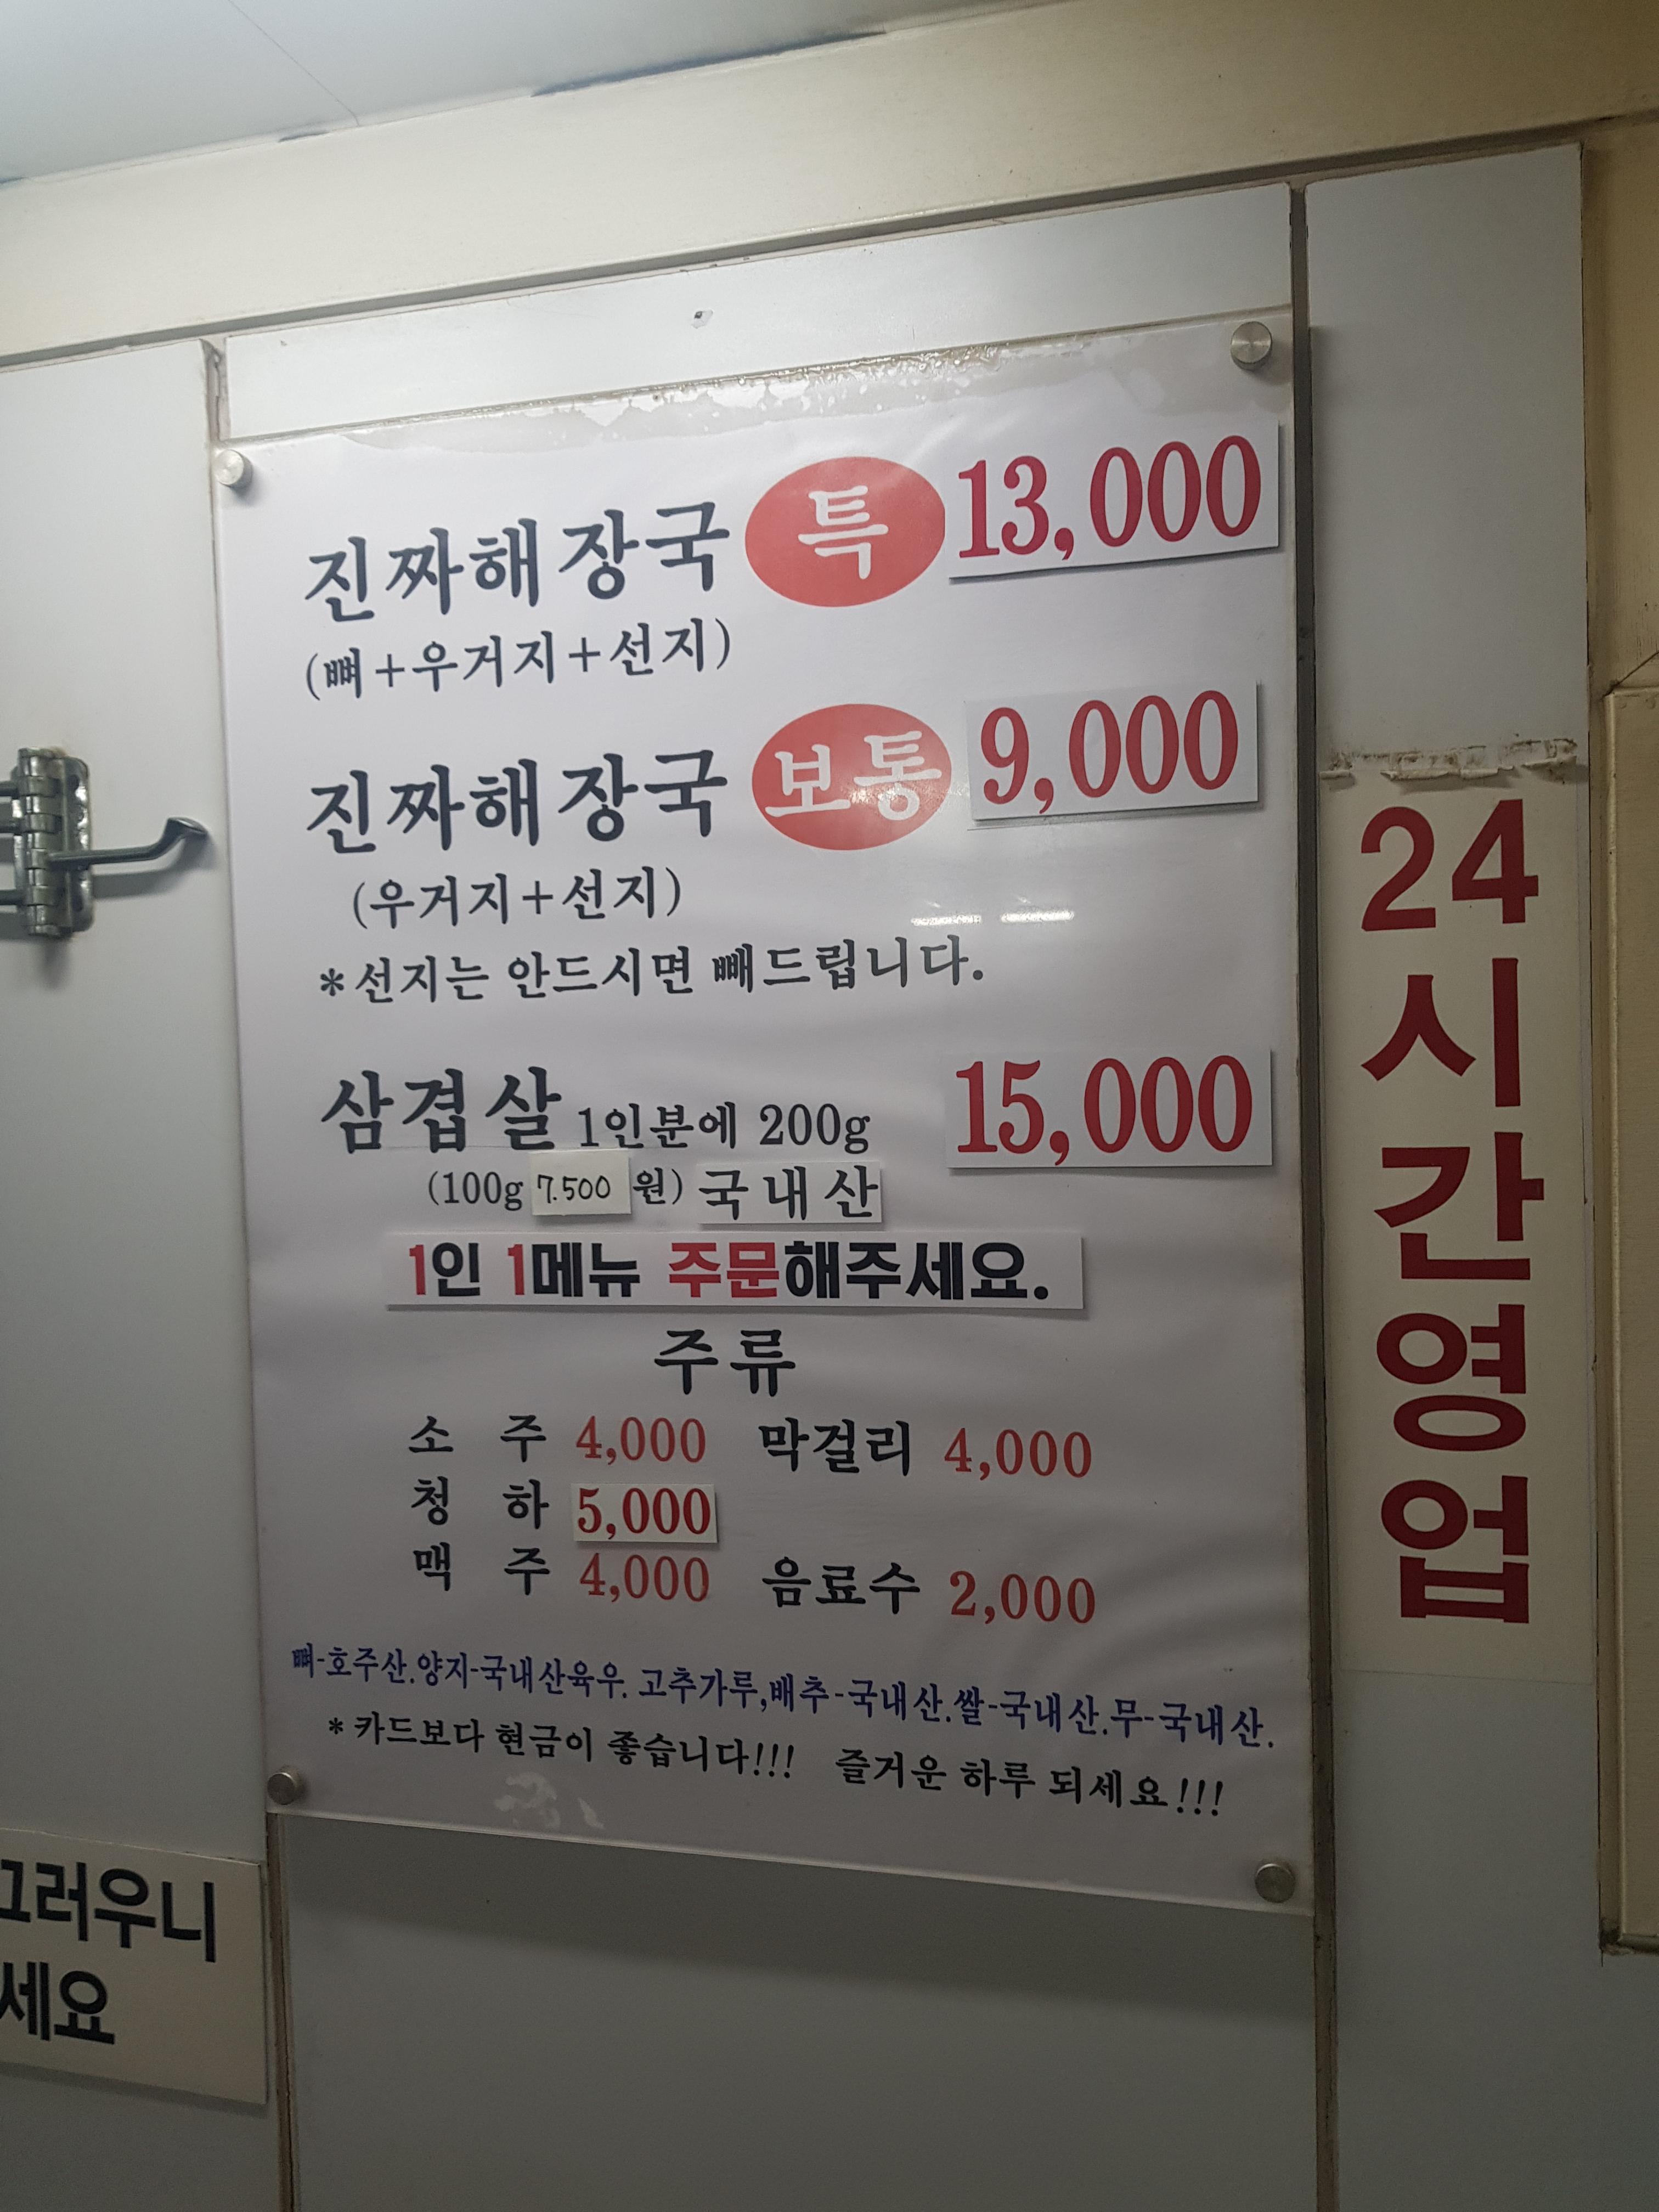 진짜해장국 특 13,000
(뼈+우거지+선지)
진짜해장국 보통 9,000
(우거지+선지)
*선지는 안드시면 빼드립니다.
삼겹살 1인분에 200g 15,000
(100g 7.500 원) 국내산
1인 1메뉴 주문해주세요.
주류
소 주 4,000 막걸리 4,000
청 하 5,000
맥 주 4,000 음료수 2,000
뼈-호주산.양지-국내산육우. 고추가루,배추-국내산.쌀-국내산.무-국내산.
*카드보다 현금이 좋습니다!!! 즐거운 하루 되세요!!!
24시간영업
그러우니
세요